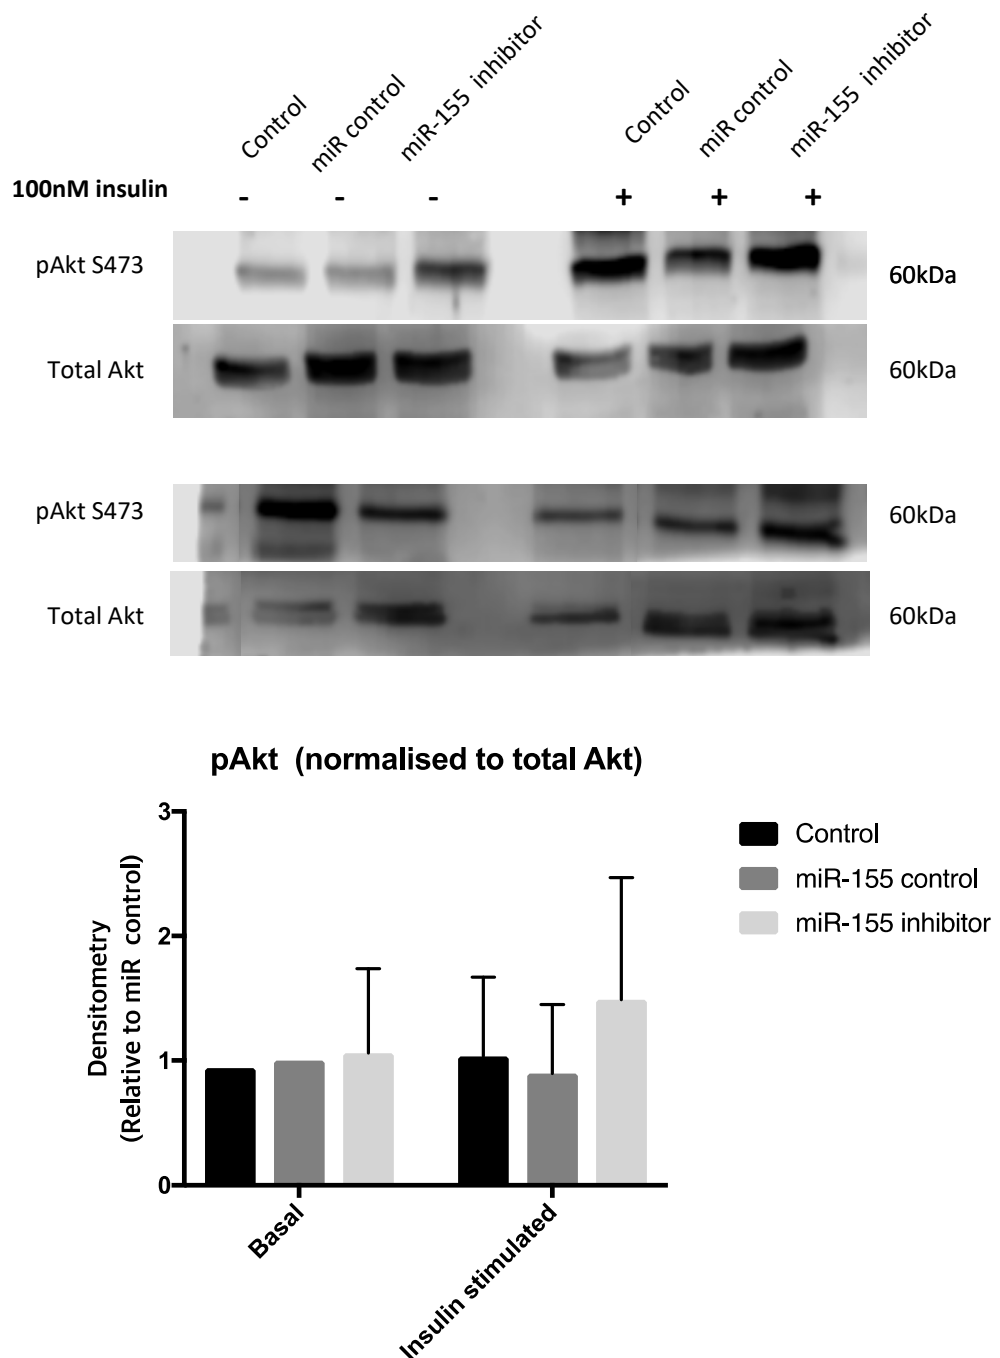 Control
miR control
miR-155 inhibitor
Control
miR control
miR-155 inhibitor
100nM insulin - - - + + +
pAkt S473 60kDa
Total Akt 60kDa
pAkt S473 60kDa
Total Akt 60kDa
pAkt (normalised to total Akt)
Densitometry
(Relative to miR control)
3
2
1
0
Basal
Insulin stimulated
Control
miR-155 control
miR-155 inhibitor